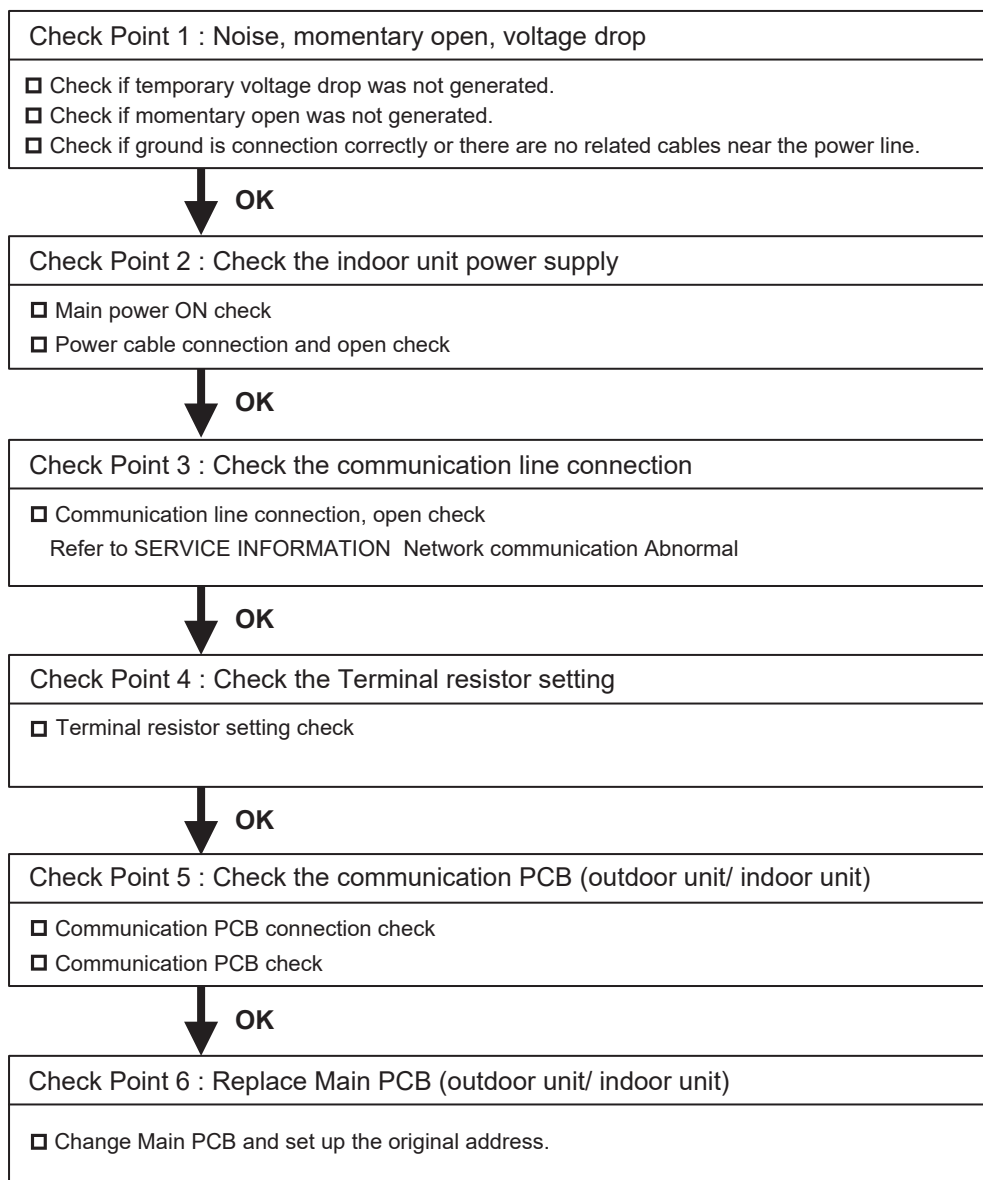 Check Point 1 : Noise, momentary open, voltage drop
Check if temporary voltage drop was not generated.
Check if momentary open was not generated.
Check if ground is connection correctly or there are no related cables near the power line.
OK
Check Point 2 : Check the indoor unit power supply
Main power ON check
Power cable connection and open check
OK
Check Point 3 : Check the communication line connection
Communication line connection, open check
Refer to SERVICE INFORMATION  Network communication Abnormal
OK
Check Point 4 : Check the Terminal resistor setting
Terminal resistor setting check
OK
Check Point 5 : Check the communication PCB (outdoor unit/ indoor unit)
Communication PCB connection check
Communication PCB check
OK
Check Point 6 : Replace Main PCB (outdoor unit/ indoor unit)
Change Main PCB and set up the original address.